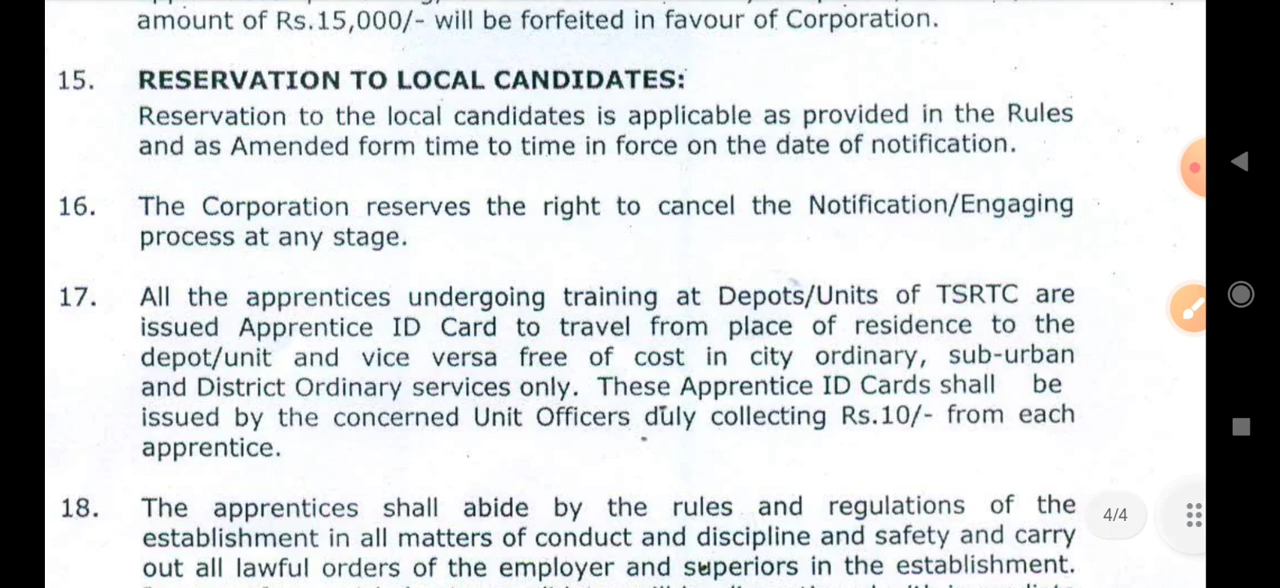 amount of Rs.15,000/- will be forfeited in favour of Corporation.
15. RESERVATION TO LOCAL CANDIDATES:
Reservation to the local candidates is applicable as provided in the Rules
and as Amended form time to time in force on the date of notification.
16. The Corporation reserves the right to cancel the Notification/Engaging
process at any stage.
17. All the apprentices undergoing training at Depots/Units of TSRTC are
issued Apprentice ID Card to travel from place of residence to the
depot/unit and vice versa free of cost in city ordinary, sub-urban
and District Ordinary services only. These Apprentice ID Cards shall be
issued by the concerned Unit Officers duly collecting Rs.10/- from each
apprentice.
18. The apprentices shall abide by the rules and regulations of the
4/4
establishment in all matters of conduct and discipline and safety and carry
out all lawful orders of the employer and superiors in the establishment.